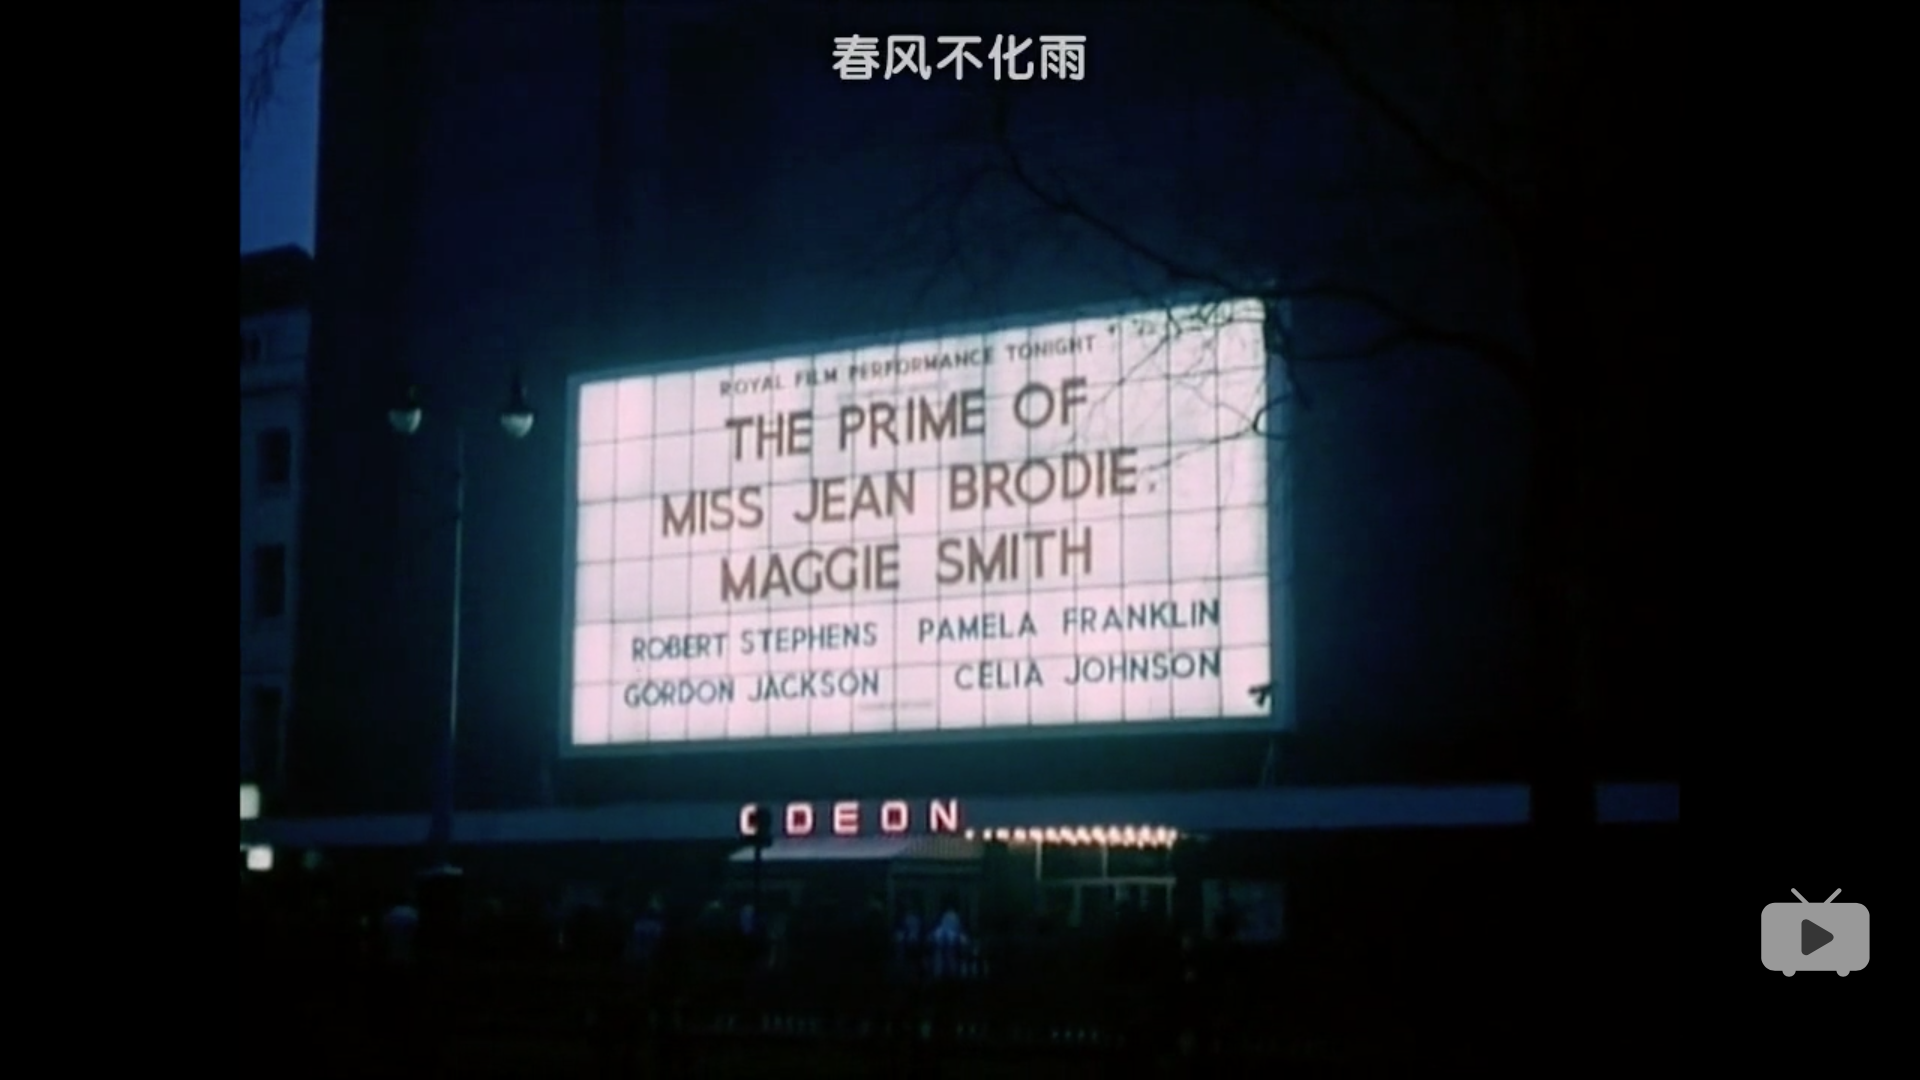 春风不化雨
ROYAL FILM PERFORMANCE TONIGHT
THE PRIME OF
MISS JEAN BRODIE.
MAGGIE SMITH
ROBERT STEPHENS PAMELA FRANKLIN
GORDON JACKSON CELIA JOHNSON
ODEON